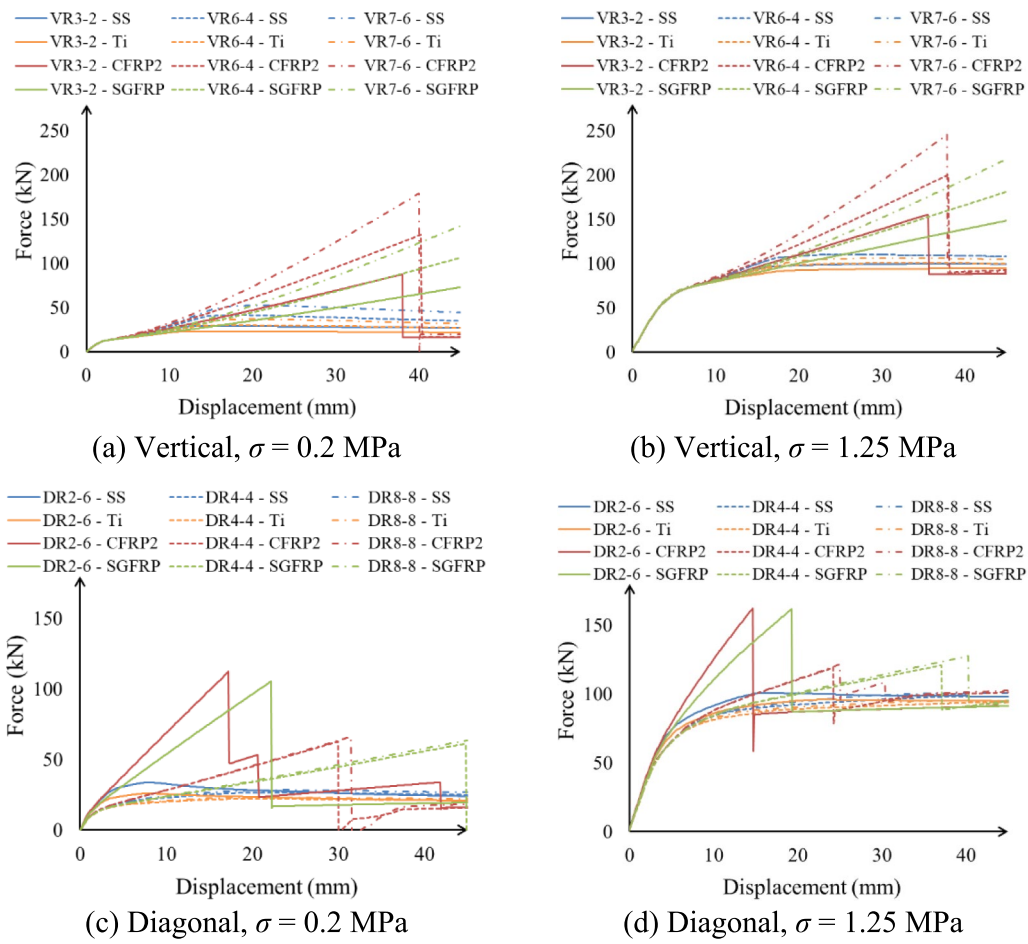 VR3-2 - SS VR6-4 - SS VR7-6 - SS
VR3-2 - Ti VR6-4 - Ti VR7-6 - Ti
VR3-2 - CFRP2 VR6-4 - CFRP2 VR7-6 - CFRP2
VR3-2 - SGFRP VR6-4 - SGFRP VR7-6 - SGFRP
250
200
150
100
50
0
Force (kN)
0 10 20 30 40
Displacement (mm)
(a) Vertical, σ = 0.2 MPa
VR3-2 - SS VR6-4 - SS VR7-6 - SS
VR3-2 - Ti VR6-4 - Ti VR7-6 - Ti
VR3-2 - CFRP2 VR6-4 - CFRP2 VR7-6 - CFRP2
VR3-2 - SGFRP VR6-4 - SGFRP VR7-6 - SGFRP
250
200
150
100
50
0
Force (kN)
0 10 20 30 40
Displacement (mm)
(b) Vertical, σ = 1.25 MPa
DR2-6 - SS DR4-4 - SS DR8-8 - SS
DR2-6 - Ti DR4-4 - Ti DR8-8 - Ti
DR2-6 - CFRP2 DR4-4 - CFRP2 DR8-8 - CFRP2
DR2-6 - SGFRP DR4-4 - SGFRP DR8-8 - SGFRP
150
100
50
0
Force (kN)
0 10 20 30 40
Displacement (mm)
(c) Diagonal, σ = 0.2 MPa
DR2-6 - SS DR4-4 - SS DR8-8 - SS
DR2-6 - Ti DR4-4 - Ti DR8-8 - Ti
DR2-6 - CFRP2 DR4-4 - CFRP2 DR8-8 - CFRP2
DR2-6 - SGFRP DR4-4 - SGFRP DR8-8 - SGFRP
150
100
50
0
Force (kN)
0 10 20 30 40
Displacement (mm)
(d) Diagonal, σ = 1.25 MPa